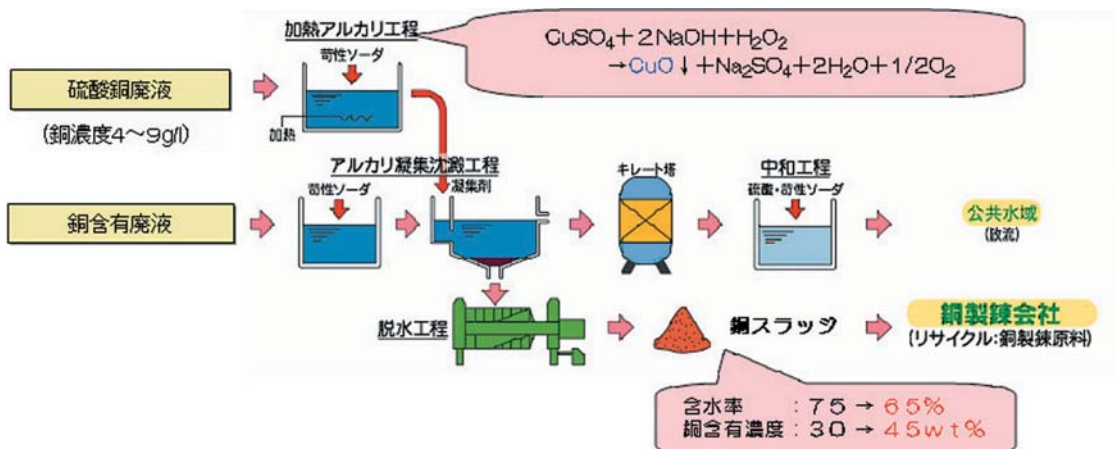 加熱アルカリ工程
苛性ソーダ
CuSO₄+2NaOH+H₂O₂
→CuO↓+Na₂SO₄+2H₂O+1/2O₂
硫酸銅廃液
(銅濃度4～9g/l)
加熱
アルカリ凝集沈澱工程
苛性ソーダ
凝集剤
キレート塔
中和工程
硫酸・苛性ソーダ
銅含有廃液
公共水域
(放流)
脱水工程
銅スラッジ
銅製錬会社
(リサイクル:銅製錬原料)
含水率 : 75 → 65%
銅含有濃度 : 30 → 45wt%